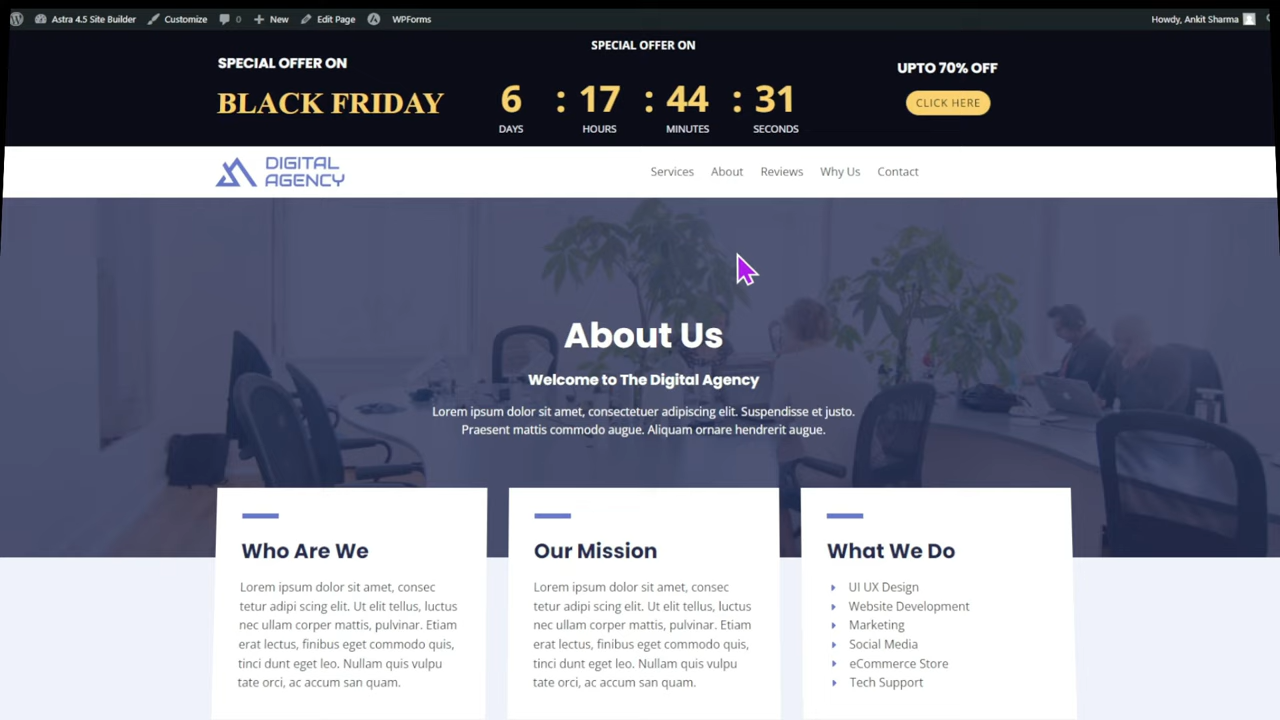 Astra 4.5 Site Builder
Customize
0
New
Edit Page
WPForms
Howdy, Ankit Sharma
SPECIAL OFFER ON
BLACK FRIDAY
SPECIAL OFFER ON
6 : 17 : 44 : 31
DAYS HOURS MINUTES SECONDS
UPTO 70% OFF
CLICK HERE
DIGITAL
AGENCY
Services About Reviews Why Us Contact
About Us
Welcome to The Digital Agency
Lorem ipsum dolor sit amet, consectetuer adipiscing elit. Suspendisse et justo.
Praesent mattis commodo augue. Aliquam ornare hendrerit augue.
Who Are We
Lorem ipsum dolor sit amet, consec
tetur adipi scing elit. Ut elit tellus, luctus
nec ullam corper mattis, pulvinar. Etiam
erat lectus, finibus eget commodo quis,
tinci dunt eget leo. Nullam quis vulpu
tate orci, ac accum san quam.
Our Mission
Lorem ipsum dolor sit amet, consec
tetur adipi scing elit. Ut elit tellus, luctus
nec ullam corper mattis, pulvinar. Etiam
erat lectus, finibus eget commodo quis,
tinci dunt eget leo. Nullam quis vulpu
tate orci, ac accum san quam.
What We Do
UI UX Design
Website Development
Marketing
Social Media
eCommerce Store
Tech Support